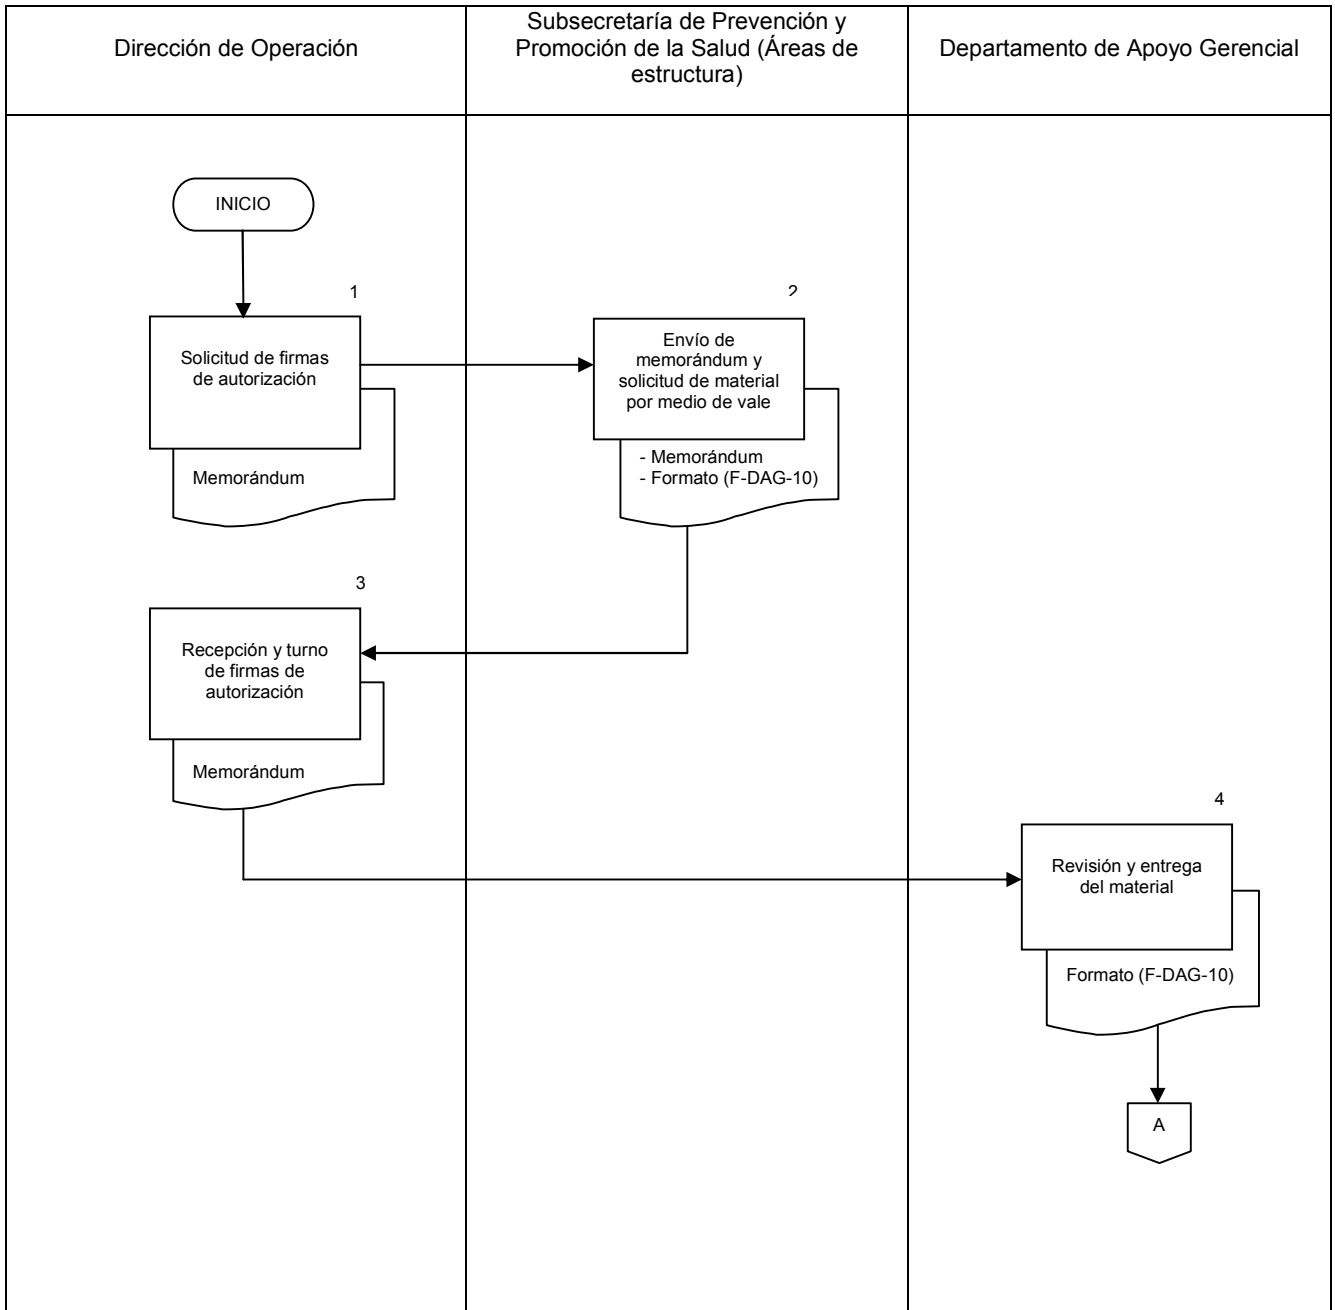 Dirección de Operación
Subsecretaría de Prevención y
Promoción de la Salud (Áreas de
estructura)
Departamento de Apoyo Gerencial
INICIO
1
Solicitud de firmas
de autorización
Memorándum
2
Envío de
memorándum y
solicitud de material
por medio de vale
- Memorándum
- Formato (F-DAG-10)
3
Recepción y turno
de firmas de
autorización
Memorándum
4
Revisión y entrega
del material
Formato (F-DAG-10)
A